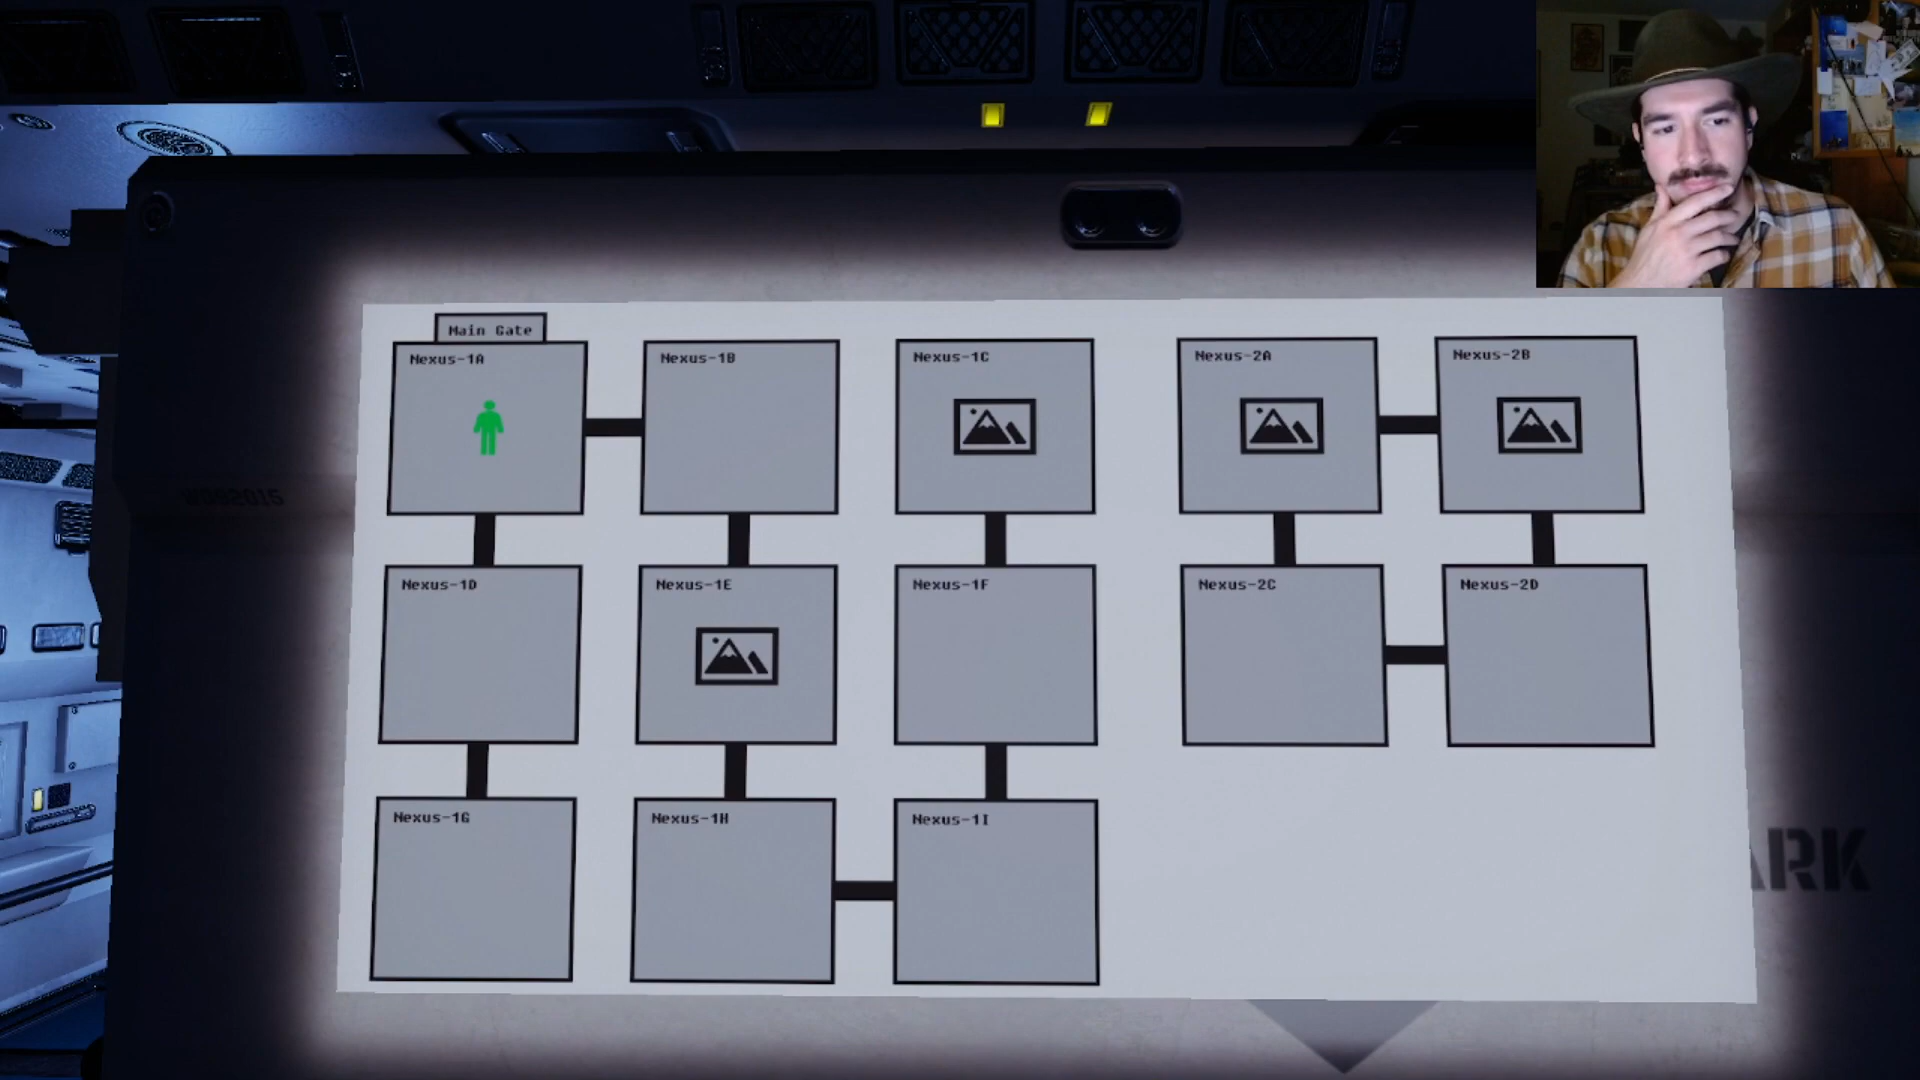 Main Gate
Nexus-1A
Nexus-1B
Nexus-1C
Nexus-2A
Nexus-2B
Nexus-1D
Nexus-1E
Nexus-1F
Nexus-2C
Nexus-2D
Nexus-1G
Nexus-1H
Nexus-1I
ARK